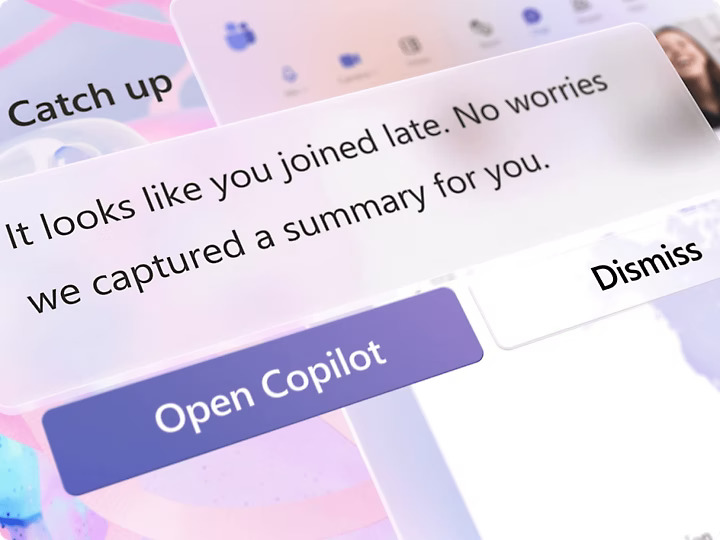 Catch up
It looks like you joined late. No worries
we captured a summary for you.
Open Copilot
Dismiss